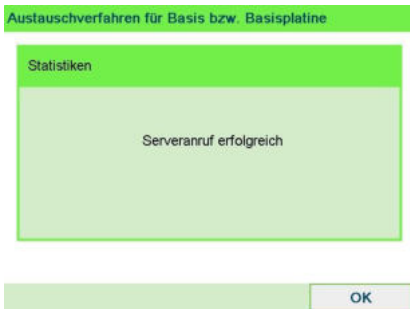 Austauschverfahren für Basis bzw. Basisplatine
Statistiken
Serveranruf erfolgreich
OK